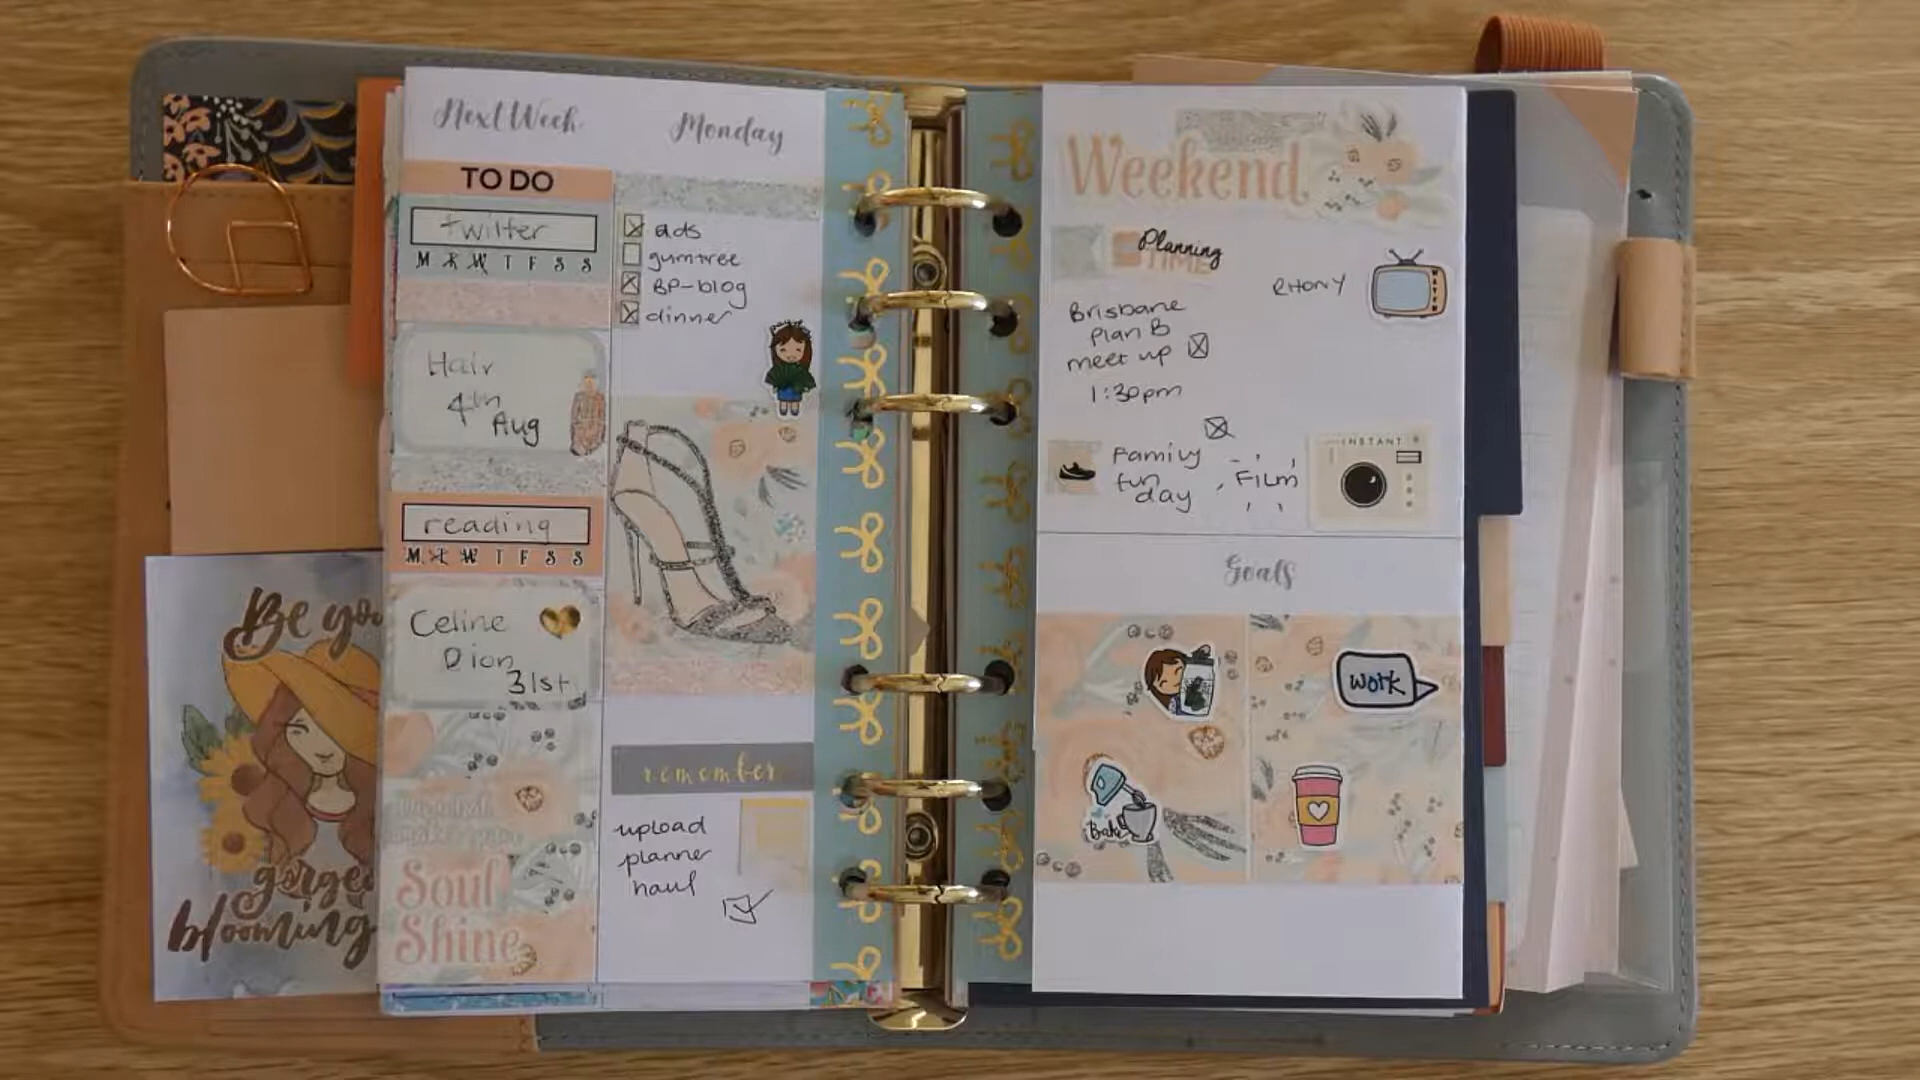 Next Week
TO DO
twitter
M T W T F S S
Hair
4th
Aug
reading
M T W T F S S
Celine
Dion
31st
Soul
Shine
Monday
ads
gumtree
BP-blog
dinner
remember
upload
planner
haul
Weekend
Planning
TIME
Brisbane
plan B
meet up
1:30pm
Family
fun
day
Film
INSTANT
Goals
work
Bake
Be you
blooming